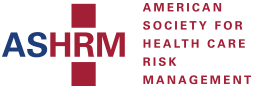 ASHRM
AMERICAN
SOCIETY FOR
HEALTH CARE
RISK
MANAGEMENT